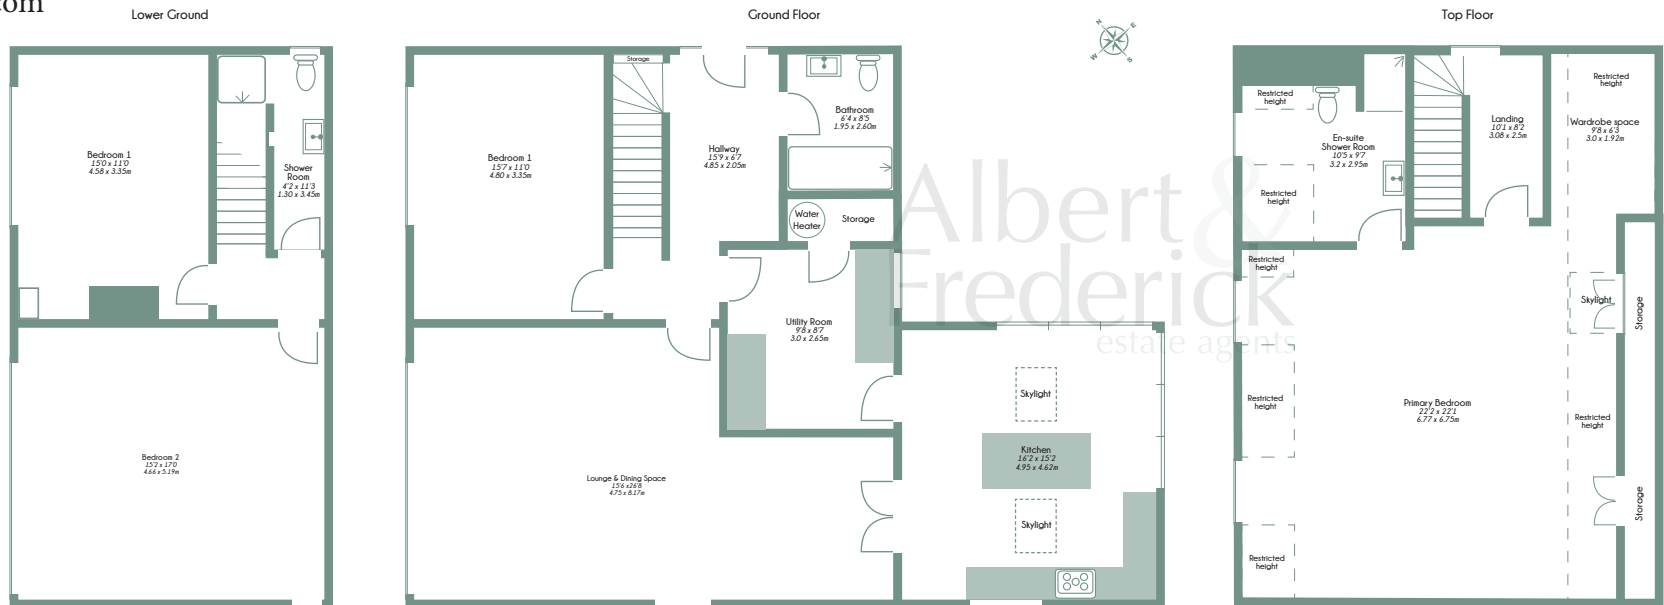 om
Lower Ground
Bedroom 1
15'0 x 11'0
4.58 x 3.35m
Shower
Room
4'2 x 11'3
1.30 x 3.45m
Bedroom 2
15'2 x 17'0
4.66 x 5.19m
Ground Floor
N
E
S
W
Storage
Bedroom 1
15'7 x 11'0
4.80 x 3.35m
Hallway
15'9 x 6'7
4.85 x 2.05m
Bathroom
6'4 x 8'5
1.95 x 2.60m
Water
Heater
Storage
Utility Room
9'8 x 8'7
3.0 x 2.65m
Lounge & Dining Space
15'6 x26'8
4.75 x 8.17m
Skylight
Kitchen
16'2 x 15'2
4.95 x 4.62m
Skylight
Albert &
Frederick
estate agents
Top Floor
Restricted
height
En-suite
Shower Room
10'5 x 9'7
3.2 x 2.95m
Restricted
height
Landing
10'1 x 8'2
3.08 x 2.5m
Restricted
height
Wardrobe space
9'8 x 6'3
3.0 x 1.92m
Restricted
height
Skylight
Storage
Restricted
height
Primary Bedroom
22'2 x 22'1
6.77 x 6.75m
Restricted
height
Storage
Restricted
height